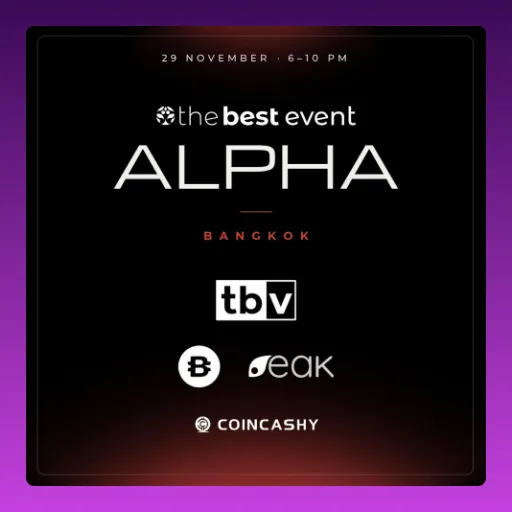 29 NOVEMBER · 6–10 PM
the best event
ALPHA
BANGKOK
tbv
B eak
COINCASHY